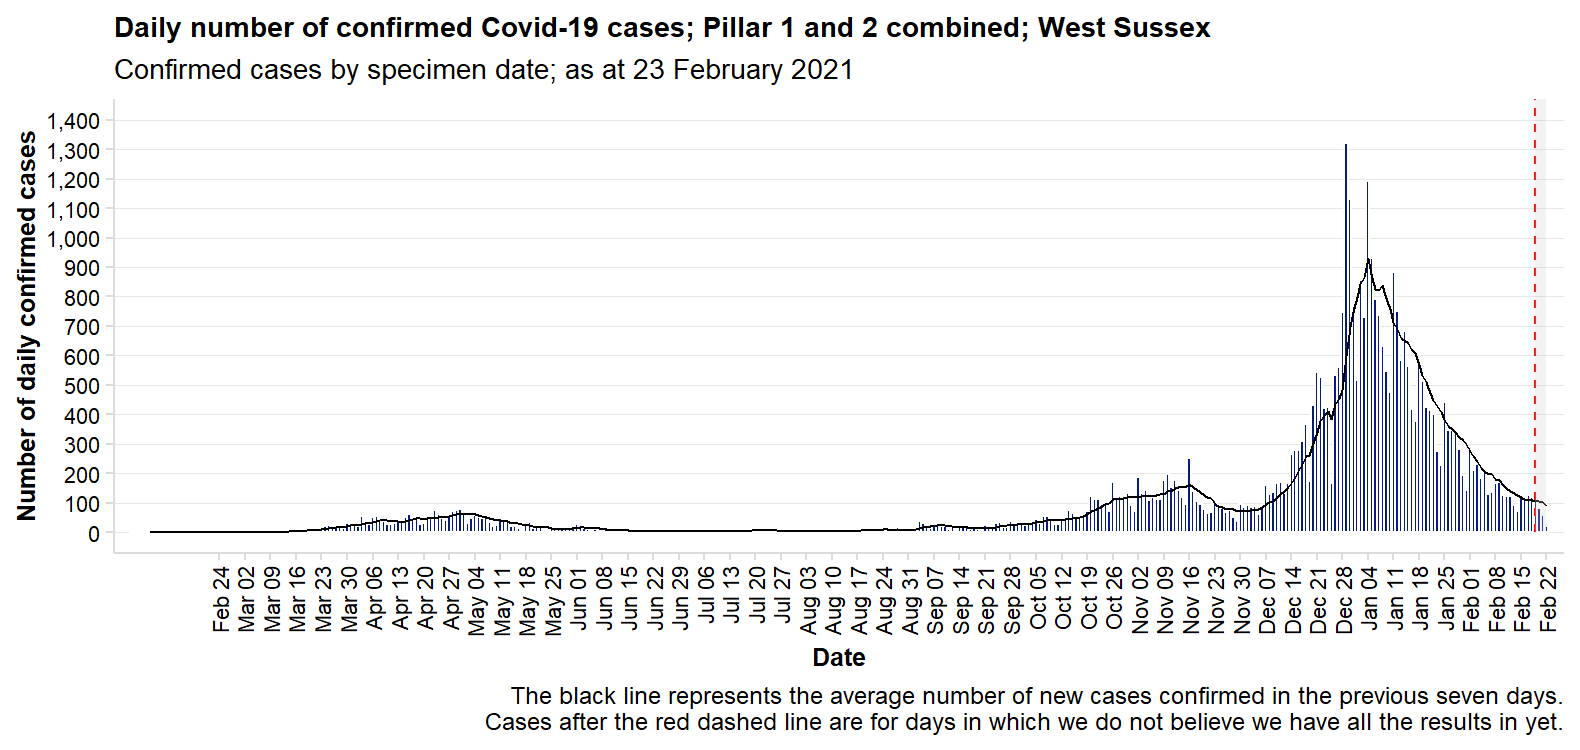 Daily number of confirmed Covid-19 cases; Pillar 1 and 2 combined; West Sussex
Confirmed cases by specimen date; as at 23 February 2021
Number of daily confirmed cases
1,400
1,300
1,200
1,100
1,000
900
800
700
600
500
400
300
200
100
0
Feb 24
Mar 02
Mar 09
Mar 16
Mar 23
Mar 30
Apr 06
Apr 13
Apr 20
Apr 27
May 04
May 11
May 18
May 25
Jun 01
Jun 08
Jun 15
Jun 22
Jun 29
Jul 06
Jul 13
Jul 20
Jul 27
Aug 03
Aug 10
Aug 17
Aug 24
Aug 31
Sep 07
Sep 14
Sep 21
Sep 28
Oct 05
Oct 12
Oct 19
Oct 26
Nov 02
Nov 09
Nov 16
Nov 23
Nov 30
Dec 07
Dec 14
Dec 21
Dec 28
Jan 04
Jan 11
Jan 18
Jan 25
Feb 01
Feb 08
Feb 15
Feb 22
Date
The black line represents the average number of new cases confirmed in the previous seven days.
Cases after the red dashed line are for days in which we do not believe we have all the results in yet.